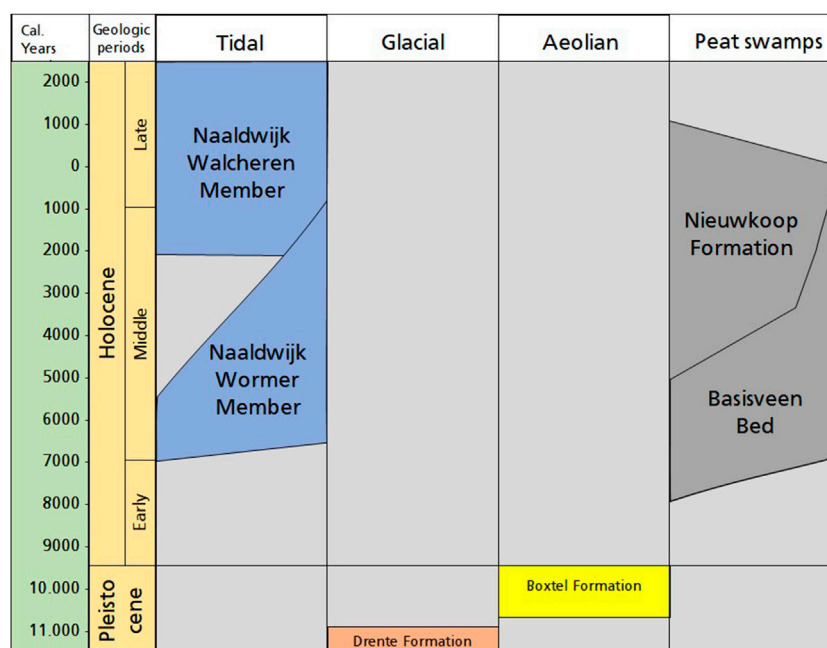 Cal.
Years
Geologic
periods
Tidal
Glacial
Aeolian
Peat swamps
2000
1000
0
1000
2000
3000
4000
5000
6000
7000
8000
9000
10.000
11.000
Holocene
Pleisto
cene
Late
Middle
Early
Naaldwijk
Walcheren
Member
Naaldwijk
Wormer
Member
Nieuwkoop
Formation
Basisveen
Bed
Boxtel Formation
Drente Formation